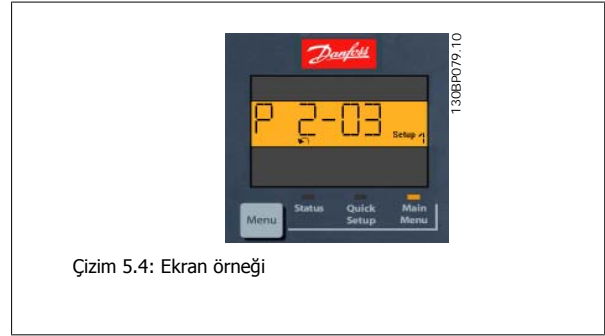 Danfoss
P 2-03
Setup 1
Status
Quick Setup
Main Menu
Menu
130BP079.10
Çizim 5.4: Ekran örneği